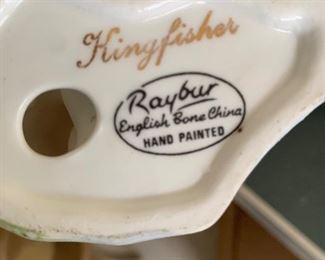 Kingfisher
Raybur
English Bone China
HAND PAINTED